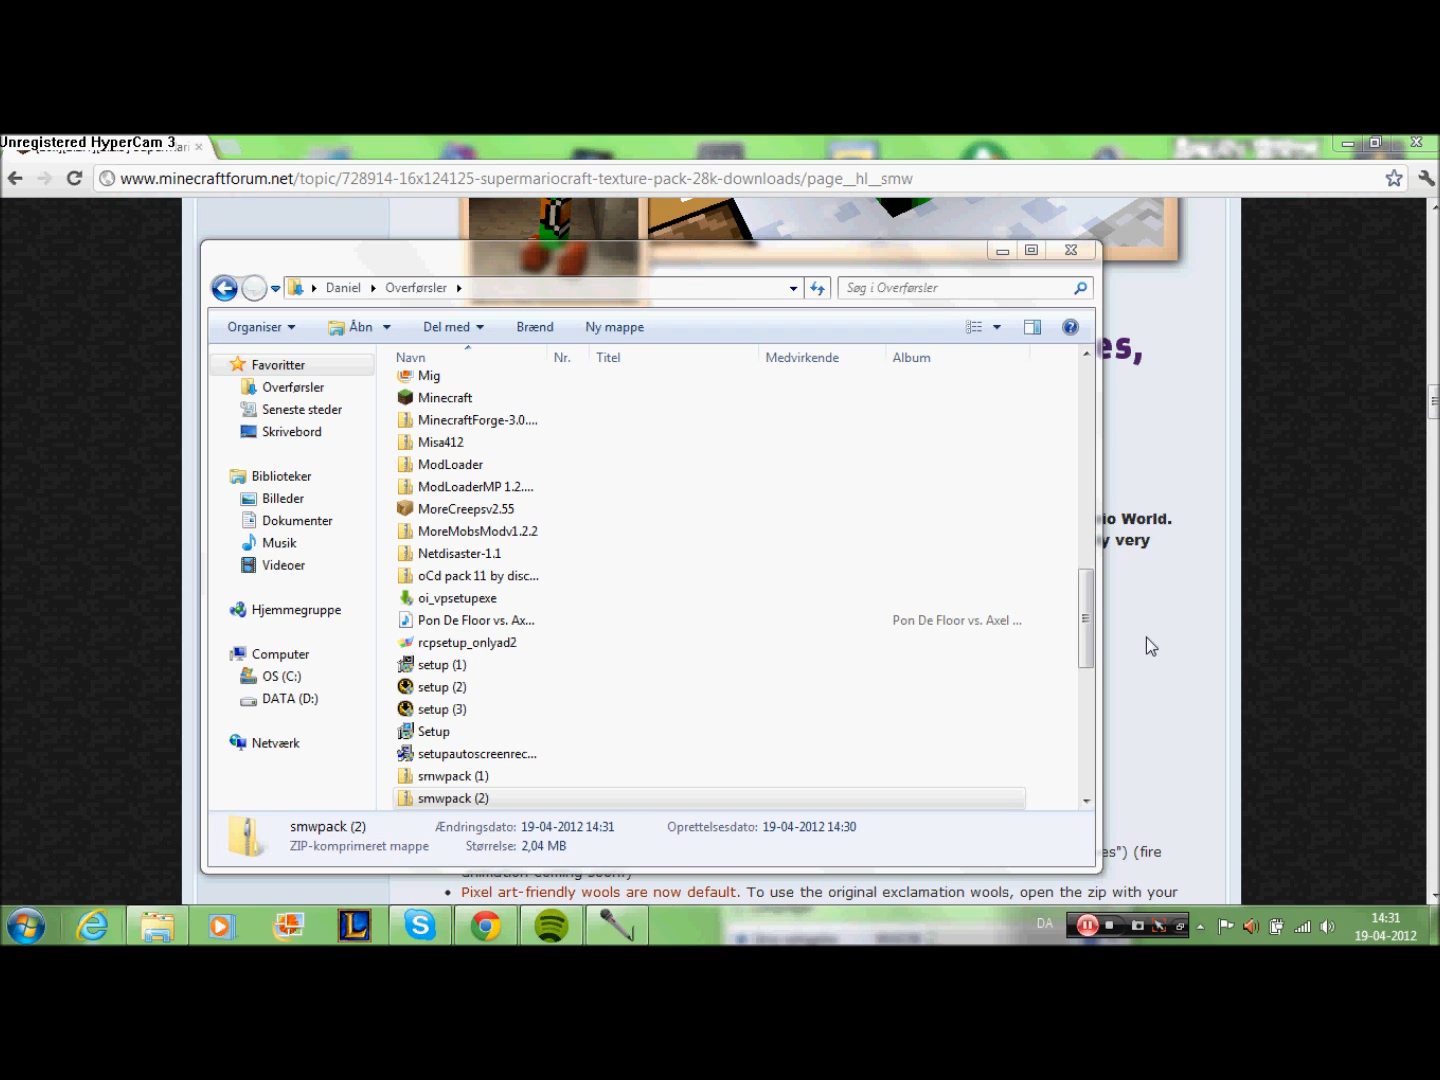 Unregistered HyperCam 3
www.minecraftforum.net/topic/728914-16x124125-supermariocraft-texture-pack-28k-downloads/page__hl__smw
Daniel Overførsler
Søg i Overførsler
Organiser Åbn Del med Brænd Ny mappe
Navn Nr. Titel Medvirkende Album
Favoritter
Overførsler
Seneste steder
Skrivebord
Biblioteker
Billeder
Dokumenter
Musik
Videoer
Hjemmegruppe
Computer
OS (C:)
DATA (D:)
Netværk
Mig
Minecraft
MinecraftForge-3.0....
Misa412
ModLoader
ModLoaderMP 1.2....
MoreCreepsv2.55
MoreMobsModv1.2.2
Netdisaster-1.1
oCd pack 11 by disc...
oi_vpsetupexe
Pon De Floor vs. Ax... Pon De Floor vs. Axel ...
rcpsetup_onlyad2
setup (1)
setup (2)
setup (3)
Setup
setupautoscreenrec...
smwpack (1)
smwpack (2)
smwpack (2) Ændringsdato: 19-04-2012 14:31 Oprettelsesdato: 19-04-2012 14:30
ZIP-komprimeret mappe Størrelse: 2,04 MB
es,
io World.
y very
es") (fire
animation coming soon!)
Pixel art-friendly wools are now default. To use the original exclamation wools, open the zip with your
DA
14:31
19-04-2012